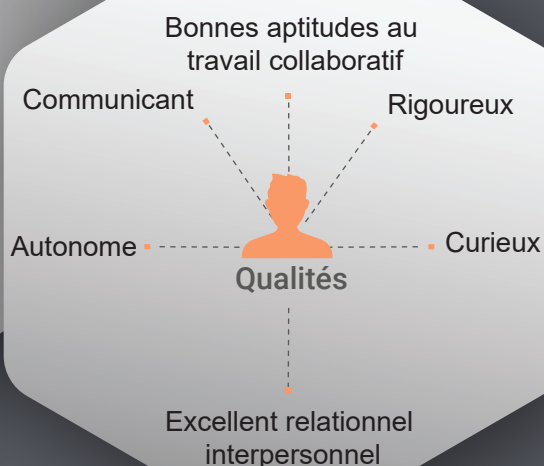 Bonnes aptitudes au
travail collaboratif
Communicant
Rigoureux
Autonome
Curieux
Qualités
Excellent relationnel
interpersonnel